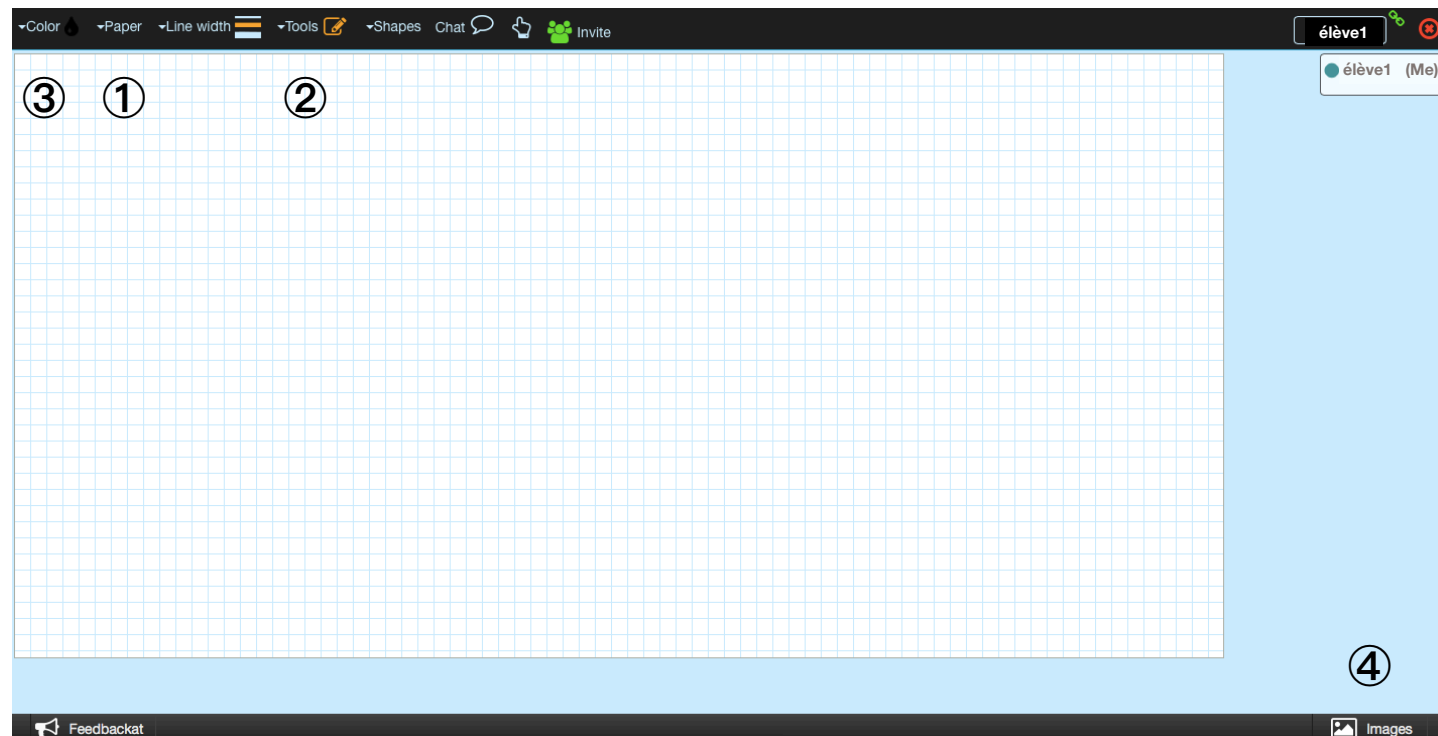 Color Paper Line width Tools Shapes Chat Invite élève1
élève1 (Me)
③ ① ②
④
Feedbackat Images